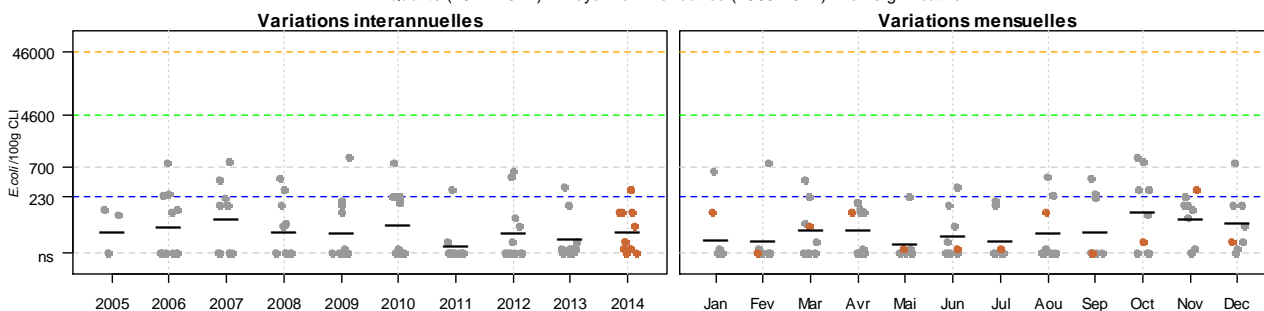 Variations interannuelles
Variations mensuelles
E.coli/100g CLI
46000
4600
700
230
ns
2005 2006 2007 2008 2009 2010 2011 2012 2013 2014
Jan Fev Mar Avr Mai Jun Jul Aou Sep Oct Nov Dec